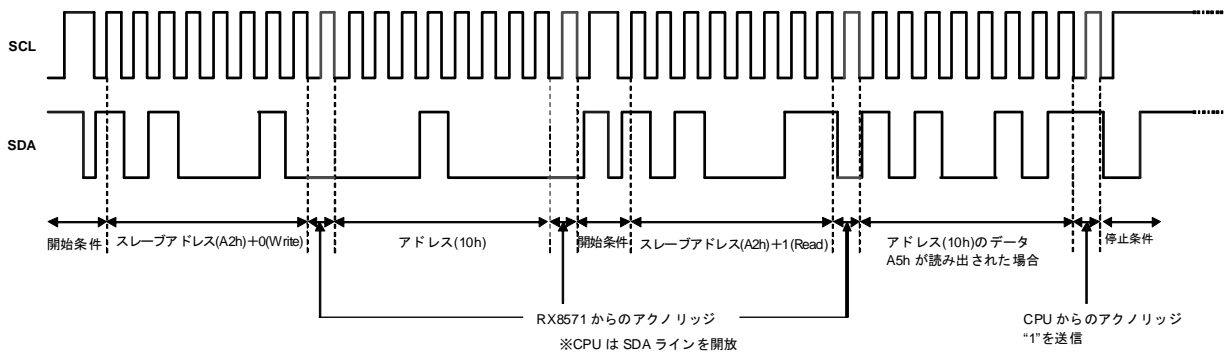 SCL
SDA
開始条件
スレーブアドレス(A2h)+0(Write)
アドレス(10h)
開始条件
スレーブアドレス(A2h)+1(Read)
アドレス(10h)のデータ
A5h が読み出された場合
停止条件
RX8571 からのアクノリッジ
※CPU は SDA ラインを開放
CPU からのアクノリッジ
“1”を送信